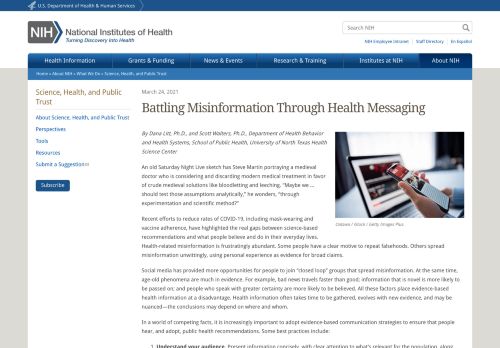 U.S. Department of Health & Human Services
NIH National Institutes of Health
Turning Discovery Into Health
Search NIH
NIH Employee Intranet | Staff Directory | En Español
Health Information
Grants & Funding
News & Events
Research & Training
Institutes at NIH
About NIH
Home » About NIH » What We Do » Science, Health, and Public Trust
Science, Health, and Public
Trust
About Science, Health, and Public Trust
Perspectives
Tools
Resources
Submit a Suggestion
Subscribe
March 24, 2021
Battling Misinformation Through Health Messaging
By Dana Litt, Ph.D., and Scott Walters, Ph.D., Department of Health Behavior
and Health Systems, School of Public Health, University of North Texas Health
Science Center
An old Saturday Night Live sketch has Steve Martin portraying a medieval
doctor who is considering and discarding modern medical treatment in favor
of crude medical solutions like bloodletting and leeching. "Maybe we ...
should test those assumptions analytically," he wonders, "through
experimentation and scientific method?"
Recent efforts to reduce rates of COVID-19, including mask-wearing and
vaccine adherence, have highlighted the real gaps between science-based
recommendations and what people believe and do in their everyday lives.
Health-related misinformation is frustratingly abundant. Some people have a clear motive to repeat falsehoods. Others spread
misinformation unwittingly, using personal experience as evidence for broad claims.
Social media has provided more opportunities for people to join "closed loop" groups that spread misinformation. At the same time,
age-old phenomena are much in evidence. For example, bad news travels faster than good; information that is novel is more likely to
be passed on; and people who speak with greater certainty are more likely to be believed. All these factors place evidence-based
health information at a disadvantage. Health information often takes time to be gathered, evolves with new evidence, and may be
nuanced—the conclusions may depend on where and whom.
In a world of competing facts, it is increasingly important to adopt evidence-based communication strategies to ensure that people
hear, and adopt, public health recommendations. Some best practices include:
1. Understand your audience. Present information concisely, with clear attention to what's relevant for the population, along